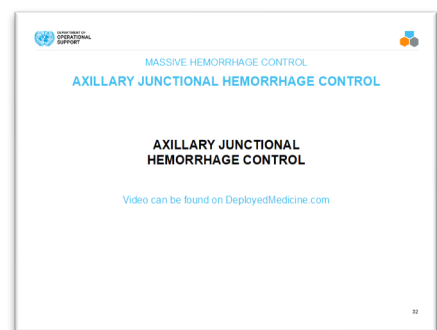 DEPARTMENT OF
OPERATIONAL
SUPPORT
MASSIVE HEMORRHAGE CONTROL
AXILLARY JUNCTIONAL HEMORRHAGE CONTROL
AXILLARY JUNCTIONAL
HEMORRHAGE CONTROL
Video can be found on DeployedMedicine.com
32